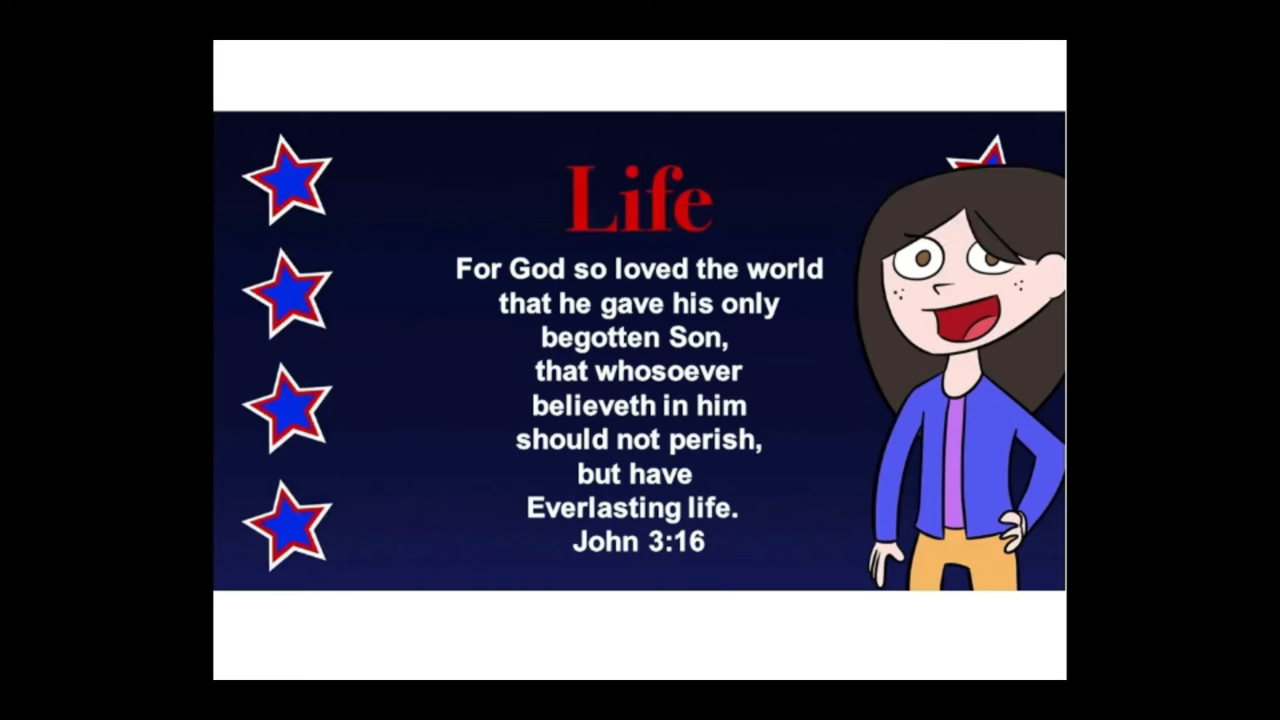 Life
For God so loved the world
that he gave his only
begotten Son,
that whosoever
believeth in him
should not perish,
but have
Everlasting life.
John 3:16